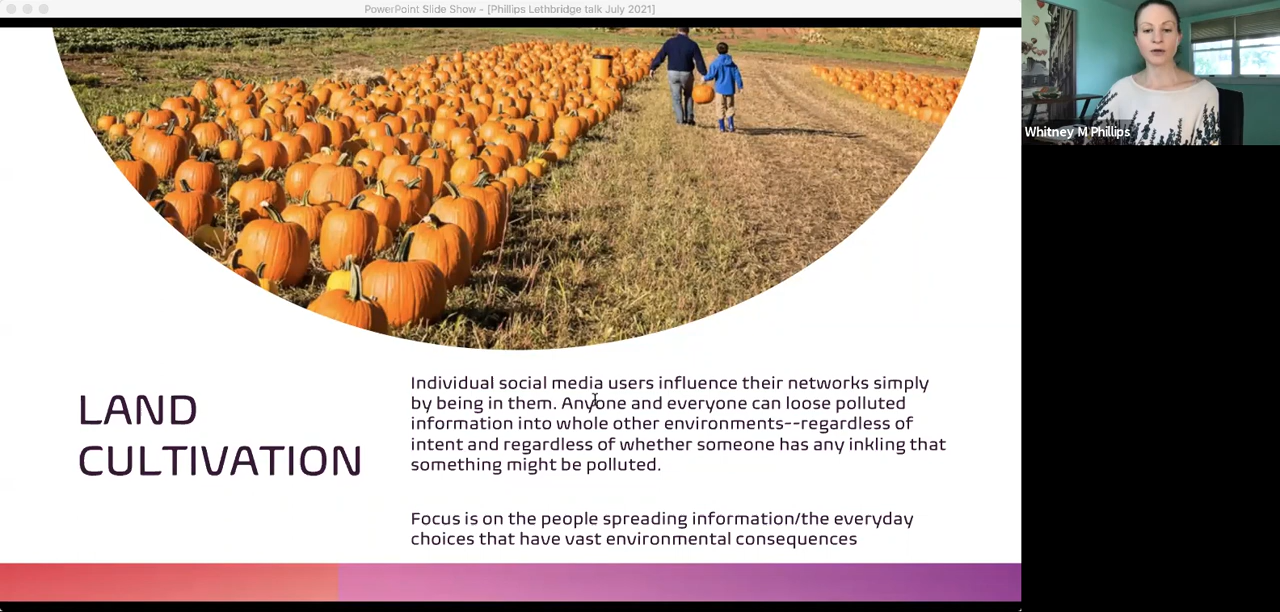 PowerPoint Slide Show - [Phillips Lethbridge talk July 2021]
Whitney M Phillips
LAND
CULTIVATION
Individual social media users influence their networks simply
by being in them. Anyone and everyone can loose polluted
information into whole other environments--regardless of
intent and regardless of whether someone has any inkling that
something might be polluted.
Focus is on the people spreading information/the everyday
choices that have vast environmental consequences